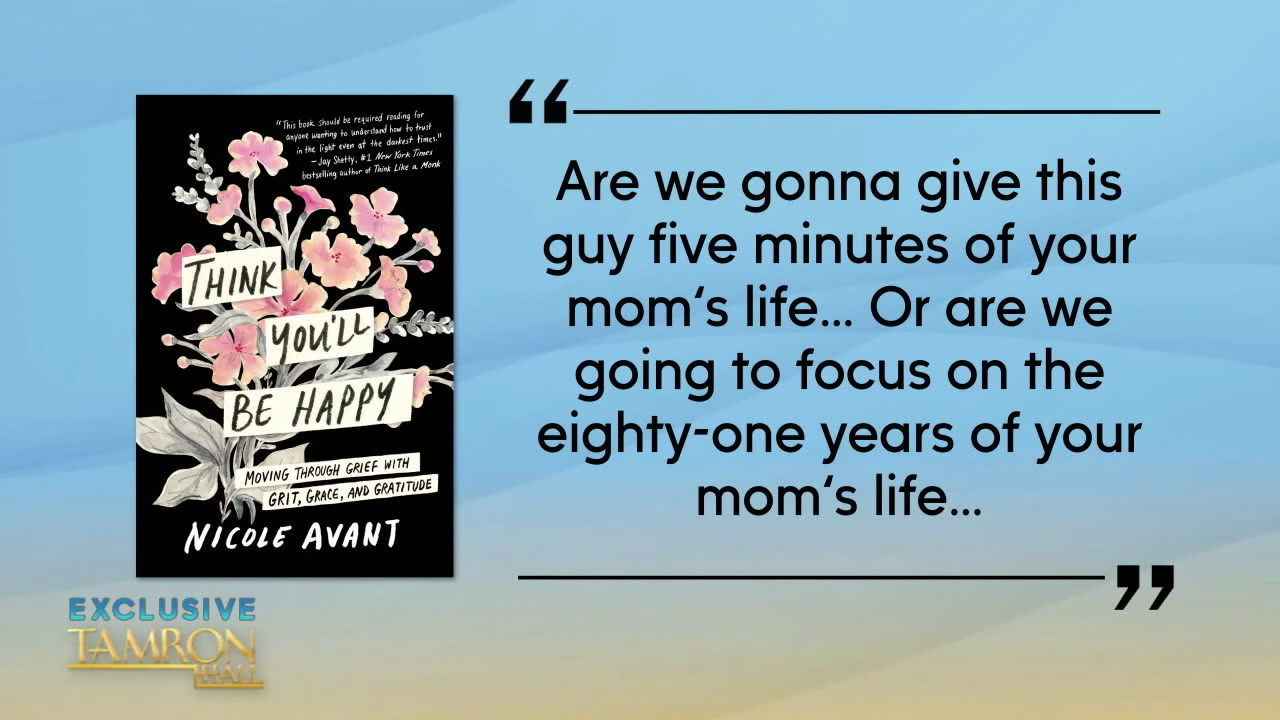 "This book should be required reading for
anyone wanting to understand how to trust
in the light even at the darkest times."
—Jay Shetty, #1 New York Times
bestselling author of Think Like a Monk
THINK
YOU'LL
BE HAPPY
MOVING THROUGH GRIEF WITH
GRIT, GRACE, AND GRATITUDE
NICOLE AVANT
“
Are we gonna give this
guy five minutes of your
mom‘s life... Or are we
going to focus on the
eighty-one years of your
mom‘s life...
”
EXCLUSIVE
TAMRON
HALL